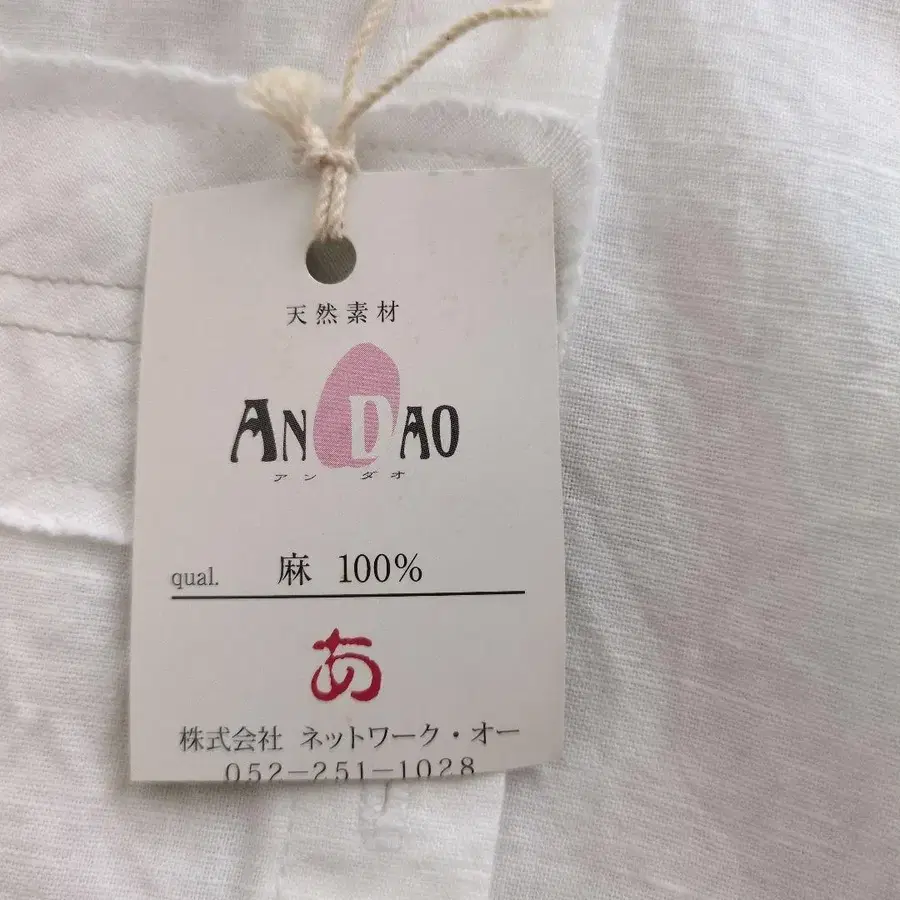 天然素材
ANDAO
アンダオ
qual. 麻 100%
あ
株式会社 ネットワーク・オー
052-251-1028